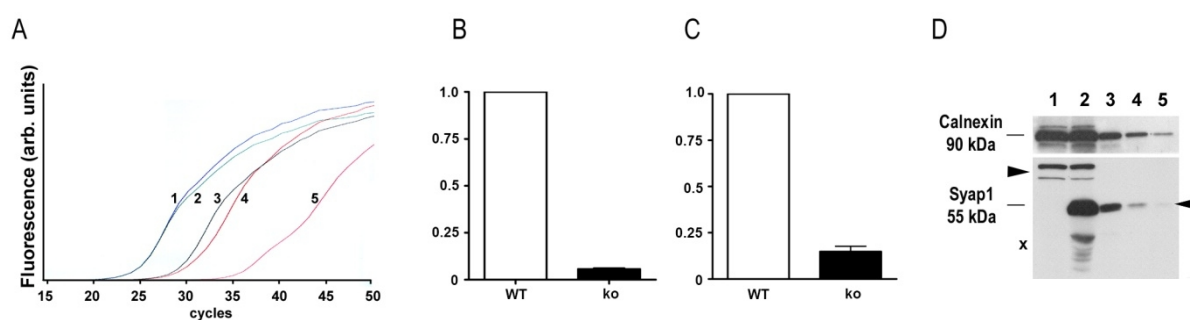 A
Fluorescence (arb. units)
1 2 3 4 5
15 20 25 30 35 40 45 50
cycles
B
1.0
0.75
0.5
0.25
0
WT ko
C
1.0
0.75
0.5
0.25
0
WT ko
D
1 2 3 4 5
Calnexin
90 kDa
Syap1
55 kDa
x